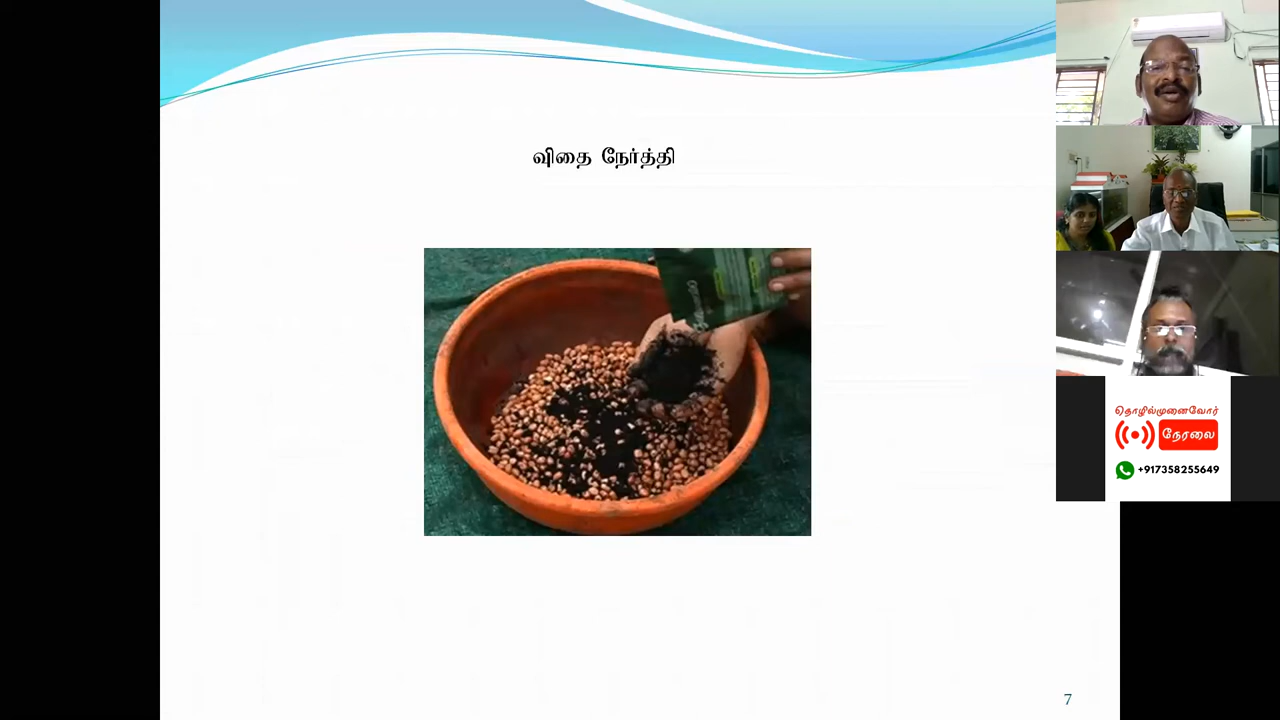 விதை நேர்த்தி
தொழில்முனைவோர்
நேரலை
+917358255649
7